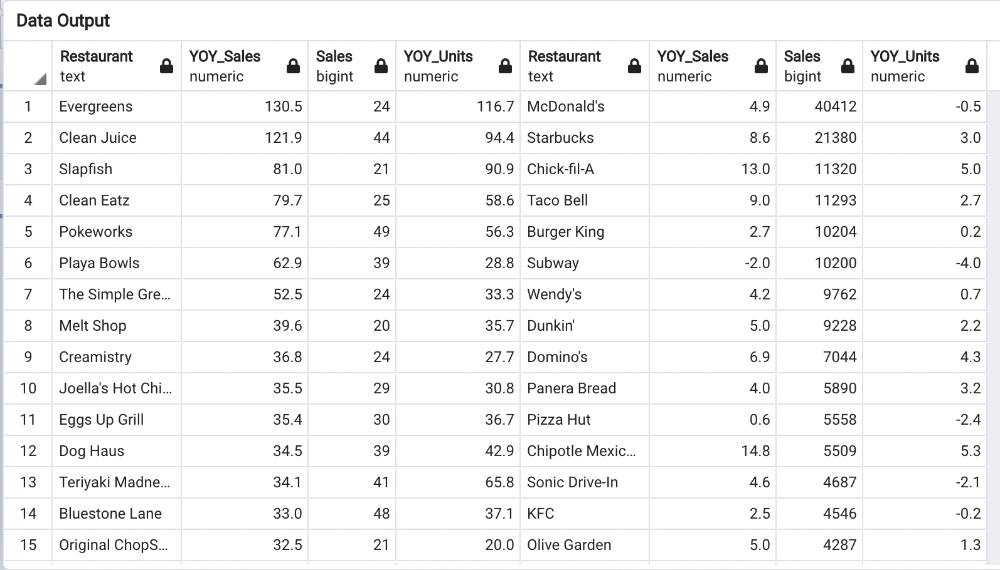 Data Output
Restaurant YOY_Sales Sales YOY_Units Restaurant YOY_Sales Sales YOY_Units
text numeric bigint numeric text numeric bigint numeric
1 Evergreens 130.5 24 116.7 McDonald's 4.9 40412 -0.5
2 Clean Juice 121.9 44 94.4 Starbucks 8.6 21380 3.0
3 Slapfish 81.0 21 90.9 Chick-fil-A 13.0 11320 5.0
4 Clean Eatz 79.7 25 58.6 Taco Bell 9.0 11293 2.7
5 Pokeworks 77.1 49 56.3 Burger King 2.7 10204 0.2
6 Playa Bowls 62.9 39 28.8 Subway -2.0 10200 -4.0
7 The Simple Gre... 52.5 24 33.3 Wendy's 4.2 9762 0.7
8 Melt Shop 39.6 20 35.7 Dunkin' 5.0 9228 2.2
9 Creamistry 36.8 24 27.7 Domino's 6.9 7044 4.3
10 Joella's Hot Chi... 35.5 29 30.8 Panera Bread 4.0 5890 3.2
11 Eggs Up Grill 35.4 30 36.7 Pizza Hut 0.6 5558 -2.4
12 Dog Haus 34.5 39 42.9 Chipotle Mexic... 14.8 5509 5.3
13 Teriyaki Madne... 34.1 41 65.8 Sonic Drive-In 4.6 4687 -2.1
14 Bluestone Lane 33.0 48 37.1 KFC 2.5 4546 -0.2
15 Original ChopS... 32.5 21 20.0 Olive Garden 5.0 4287 1.3